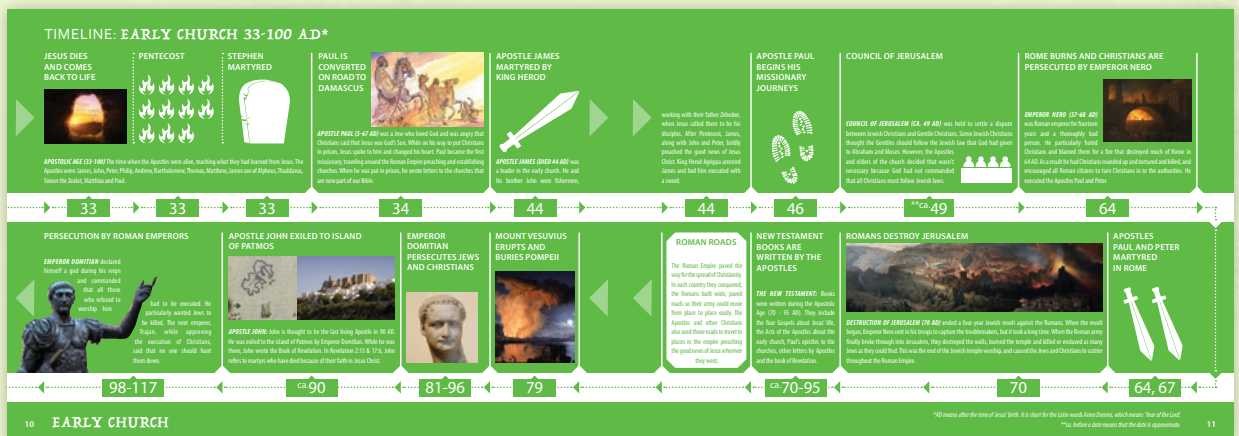 TIMELINE: EARLY CHURCH 33-100 AD*
JESUS DIES
AND COMES
BACK TO LIFE
PENTECOST
STEPHEN
MARTYRED
APOSTOLIC AGE (33-100) The time when the Apostles were alive, teaching what they had learned from Jesus. The
Apostles were: James, John, Peter, Philip, Andrew, Bartholomew, Thomas, Matthew, James son of Alpheus, Thaddaeus,
Simon the Zealot, Matthias and Paul.
PAUL IS
CONVERTED
ON ROAD TO
DAMASCUS
APOSTLE PAUL (5-67 AD) was a Jew who loved God and was angry that
Christians said that Jesus was God's Son. While on his way to put Christians
in prison, Jesus spoke to him and changed his heart. Paul became the first
missionary, traveling around the Roman Empire preaching and establishing
churches. When he was put in prison, he wrote letters to the churches that
are now part of our Bible.
APOSTLE JAMES
MARTYRED BY
KING HEROD
APOSTLE JAMES (DIED 44 AD) was
a leader in the early church. He and
his brother John were fishermen,
working with their father Zebedee,
when Jesus called them to be his
disciples. After Pentecost, James,
along with John and Peter, boldly
preached the good news of Jesus
Christ. King Herod Agrippa arrested
James and had him executed with
a sword.
APOSTLE PAUL
BEGINS HIS
MISSIONARY
JOURNEYS
COUNCIL OF JERUSALEM
COUNCIL OF JERUSALEM (CA. 49 AD) was held to settle a dispute
between Jewish Christians and Gentile Christians. Some Jewish Christians
thought the Gentiles should follow the Jewish law that God had given
to Abraham and Moses. However, the Apostles
and elders of the church decided that wasn't
necessary because God had not commanded
that all Christians must follow Jewish laws.
ROME BURNS AND CHRISTIANS ARE
PERSECUTED BY EMPEROR NERO
EMPEROR NERO (37-68 AD)
was Roman emperor for fourteen
years and a thoroughly bad
person. He particularly hated
Christians and blamed them for a fire that destroyed much of Rome in
64 AD. As a result he had Christians rounded up and tortured and killed, and
encouraged all Roman citizens to turn Christians in to the authorities. He
executed the Apostles Paul and Peter.
33
33
33
34
44
44
46
**ca.49
64
PERSECUTION BY ROMAN EMPERORS
EMPEROR DOMITIAN declared
himself a god during his reign
and commanded
that all those
who refused to
worship him
had to be executed. He
particularly wanted Jews to
be killed. The next emperor,
Trajan, while approving
the execution of Christians,
said that no one should hunt
them down.
APOSTLE JOHN EXILED TO ISLAND
OF PATMOS
APOSTLE JOHN: John is thought to be the last living Apostle in 90 AD.
He was exiled to the island of Patmos by Emperor Domitian. While he was
there, John wrote the Book of Revelation. In Revelation 2:13 & 17:6, John
refers to martyrs who have died because of their faith in Jesus Christ.
EMPEROR
DOMITIAN
PERSECUTES JEWS
AND CHRISTIANS
MOUNT VESUVIUS
ERUPTS AND
BURIES POMPEII
ROMAN ROADS
The Roman Empire paved the
way for the spread of Christianity.
In each country they conquered,
the Romans built wide, paved
roads so their army could move
from place to place easily. The
Apostles and other Christians
also used those roads to travel to
places in the empire preaching
the good news of Jesus wherever
they went.
NEW TESTAMENT
BOOKS ARE
WRITTEN BY THE
APOSTLES
THE NEW TESTAMENT: Books
were written during the Apostolic
Age (70 - 95 AD). They include
the four Gospels about Jesus' life,
the Acts of the Apostles about the
early church, Paul's epistles to the
churches, other letters by Apostles
and the book of Revelation.
ROMANS DESTROY JERUSALEM
DESTRUCTION OF JERUSALEM (70 AD) ended a four-year Jewish revolt against the Romans. When the revolt
began, Emperor Nero sent in his troops to capture the troublemakers, but it took a long time. When the Roman army
finally broke through into Jerusalem, they destroyed the walls, burned the temple and killed or enslaved as many
Jews as they could find. This was the end of the Jewish temple worship, and caused the Jews and Christians to scatter
throughout the Roman Empire.
APOSTLES
PAUL AND PETER
MARTYRED
IN ROME
98-117
ca.90
81-96
79
ca.70-95
70
64, 67
10 EARLY CHURCH
*AD means after the time of Jesus' birth. It is short for the Latin words Anno Domini, which means 'Year of the Lord'.
**ca. before a date means that the date is approximate.
11